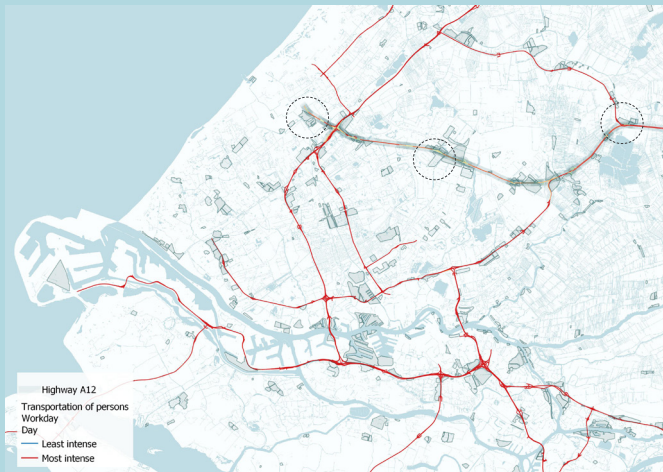 Highway A12
Transportation of persons
Workday
Day
Least intense
Most intense